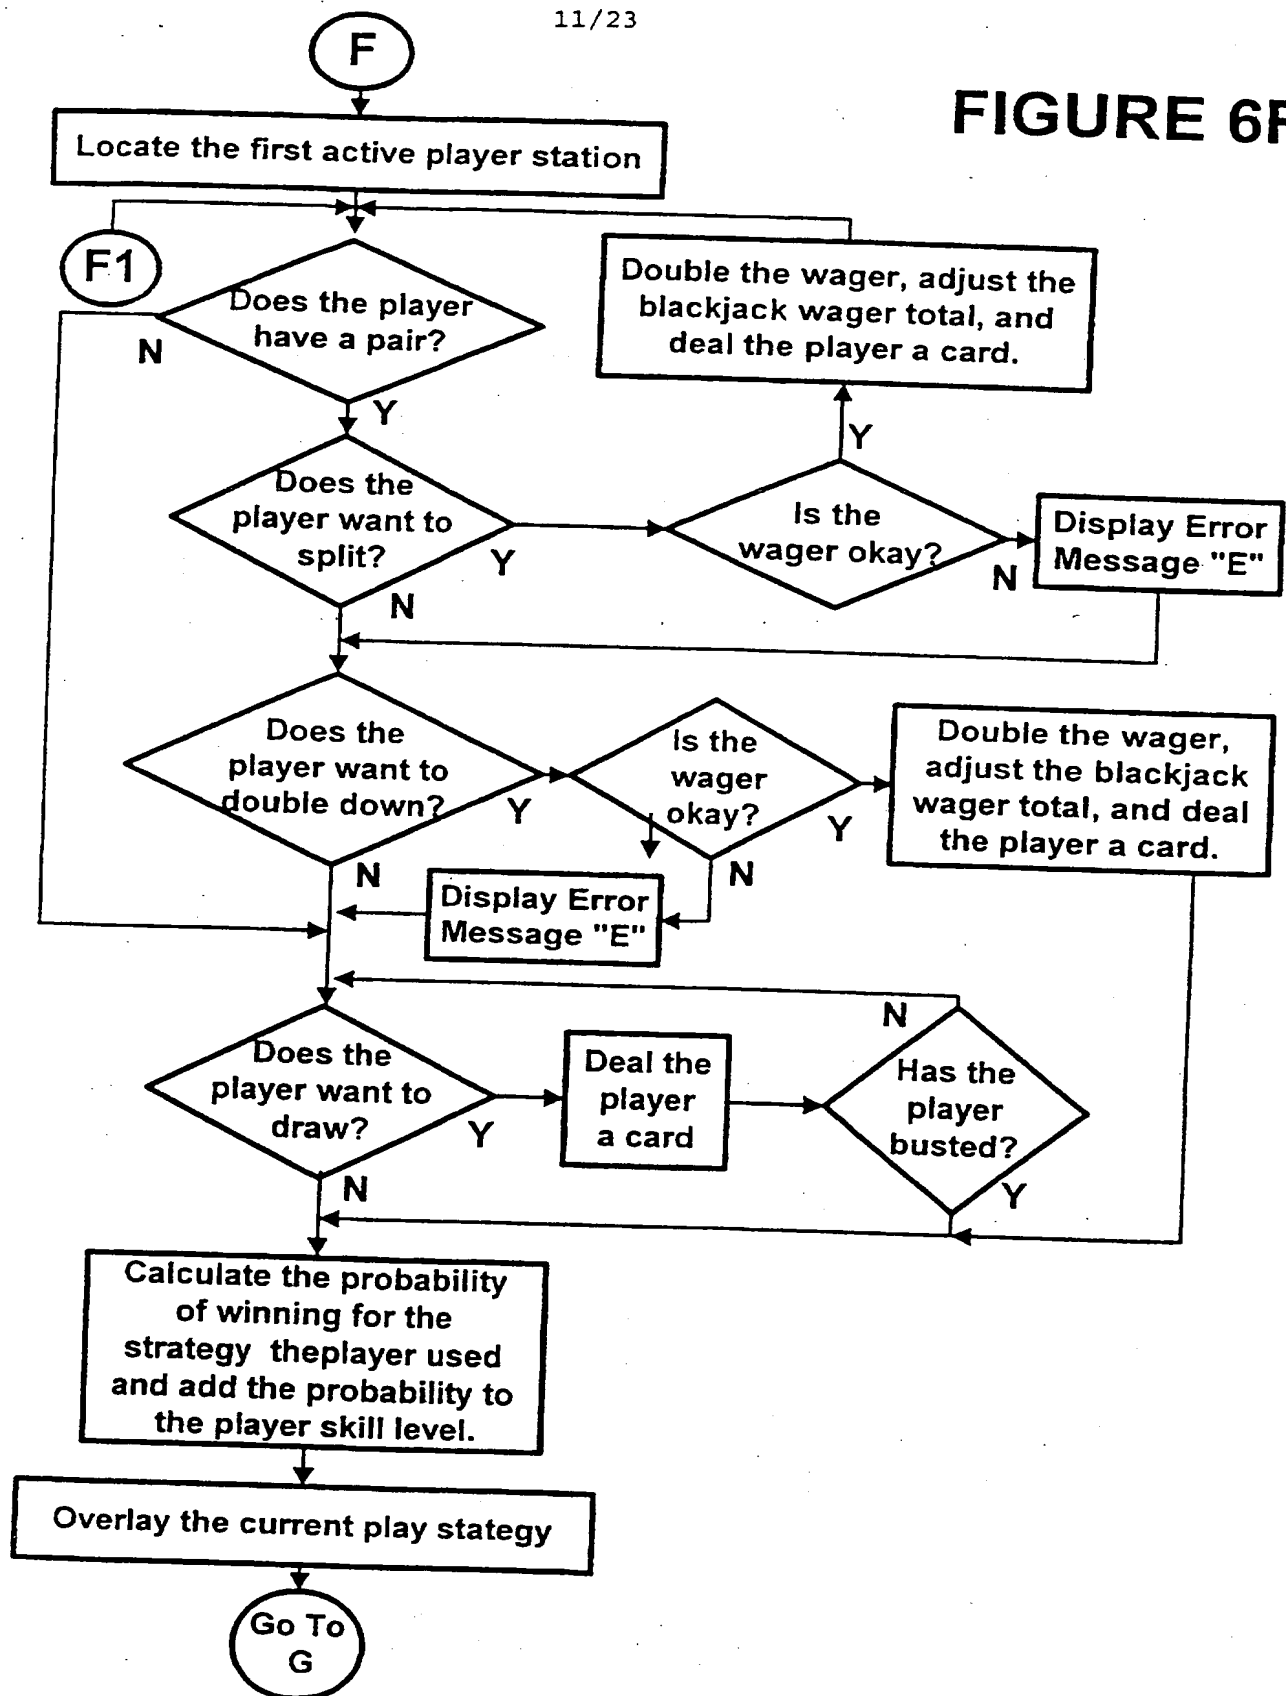 11/23
F
FIGURE 6F
Locate the first active player station
F1
Does the player
have a pair?
N
Y
Double the wager, adjust the
blackjack wager total, and
deal the player a card.
Y
Does the
player want to
split?
Y
N
Is the
wager okay?
N
Display Error
Message "E"
Does the
player want to
double down?
Y
N
Is the
wager
okay?
Y
N
Double the wager,
adjust the blackjack
wager total, and deal
the player a card.
Display Error
Message "E"
Does the
player want to
draw?
Y
N
Deal the
player
a card
N
Has the
player
busted?
Y
Calculate the probability
of winning for the
strategy theplayer used
and add the probability to
the player skill level.
Overlay the current play stategy
Go To
G